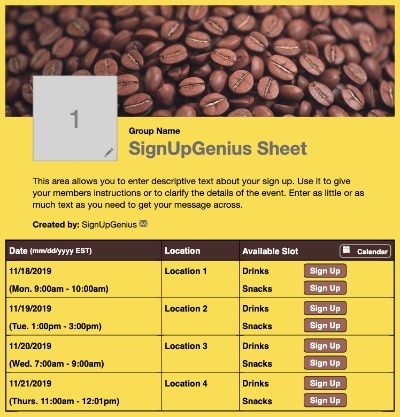 1
Group Name
SignUpGenius Sheet
This area allows you to enter descriptive text about your sign up. Use it to give
your members instructions or to clarify the details of the event. Enter as little or as
much text as you need to get your message across.
Created by: SignUpGenius
Date (mm/dd/yyyy EST) Location Available Slot Calendar
11/18/2019 Location 1 Drinks Sign Up
(Mon. 9:00am - 10:00am) Snacks Sign Up
11/19/2019 Location 2 Drinks Sign Up
(Tue. 1:00pm - 3:00pm) Snacks Sign Up
11/20/2019 Location 3 Drinks Sign Up
(Wed. 7:00am - 9:00am) Snacks Sign Up
11/21/2019 Location 4 Drinks Sign Up
(Thurs. 11:00am - 12:01pm) Snacks Sign Up